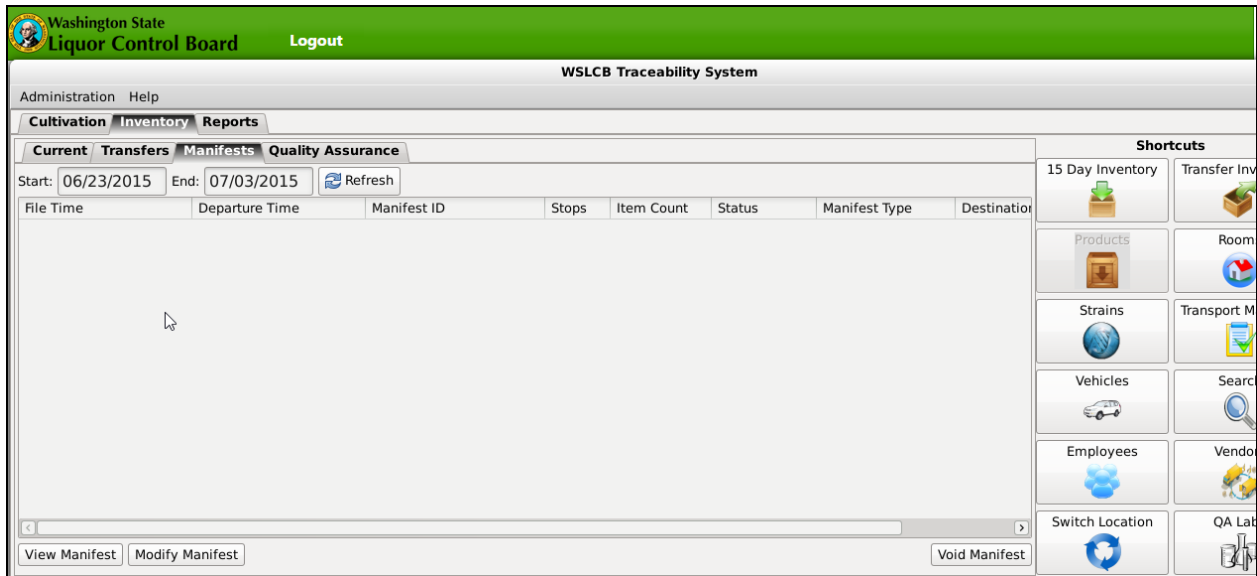 Washington State
Liquor Control Board
Logout
WSLCB Traceability System
Administration Help
Cultivation Inventory Reports
Current Transfers Manifests Quality Assurance
Start: 06/23/2015 End: 07/03/2015 Refresh
File Time Departure Time Manifest ID Stops Item Count Status Manifest Type Destination
View Manifest Modify Manifest Void Manifest
Shortcuts
15 Day Inventory Transfer Inv
Products Room
Strains Transport M
Vehicles Searc
Employees Vendo
Switch Location QA Lab